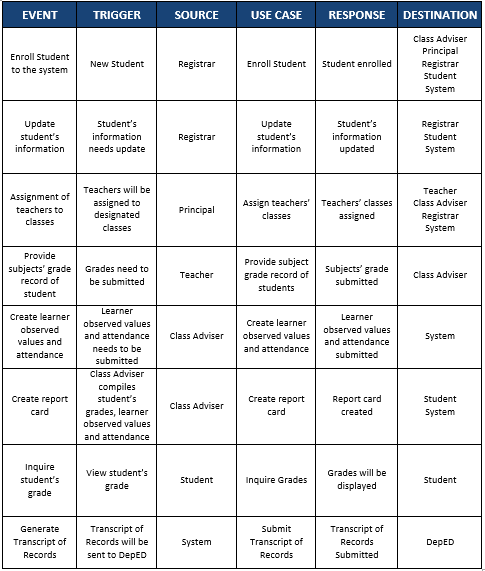 EVENT TRIGGER SOURCE USE CASE RESPONSE DESTINATION
Enroll Student
to the system
New Student
Registrar
Enroll Student
Student enrolled
Class Adviser
Principal
Registrar
Student
System
Update
student's
information
Student's
information
needs update
Registrar
Update
student's
information
Student's
information
updated
Registrar
Student
System
Assignment of
teachers to
classes
Teachers will be
assigned to
designated
classes
Principal
Assign teachers'
classes
Teachers' classes
assigned
Teacher
Class Adviser
Registrar
System
Provide
subjects' grade
record of
student
Grades need to
be submitted
Teacher
Provide subject
grade record of
students
Subjects' grade
submitted
Class Adviser
Create learner
observed
values and
attendance
Learner
observed values
and attendance
needs to be
submitted
Class Adviser
Create learner
observed values
and attendance
Learner
observed values
and attendance
submitted
System
Create report
card
Class Adviser
compiles
student's
grades, learner
observed values
and attendance
Class Adviser
Create report
card
Report card
created
Student
System
Inquire
student's
grade
View student's
grade
Student
Inquire Grades
Grades will be
displayed
Student
Generate
Transcript of
Records
Transcript of
Records will be
sent to DepED
System
Submit
Transcript of
Records
Transcript of
Records
Submitted
DepED